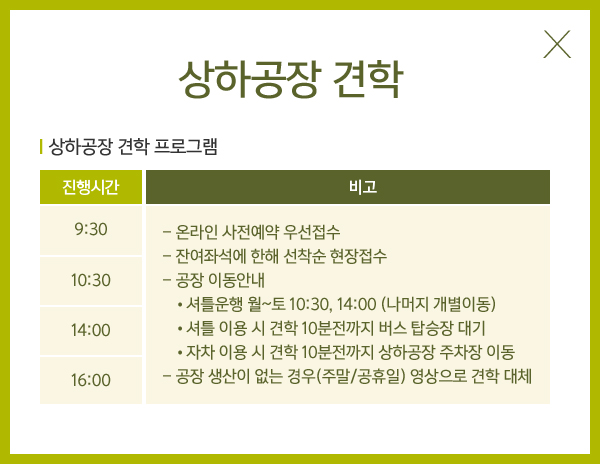 상하공장 견학
상하공장 견학 프로그램
진행시간
비고
9:30
10:30
14:00
16:00
- 온라인 사전예약 우선접수
- 잔여좌석에 한해 선착순 현장접수
- 공장 이동안내
• 셔틀운행 월~토 10:30, 14:00 (나머지 개별이동)
• 셔틀 이용 시 견학 10분전까지 버스 탑승장 대기
• 자차 이용 시 견학 10분전까지 상하공장 주차장 이동
- 공장 생산이 없는 경우(주말/공휴일) 영상으로 견학 대체